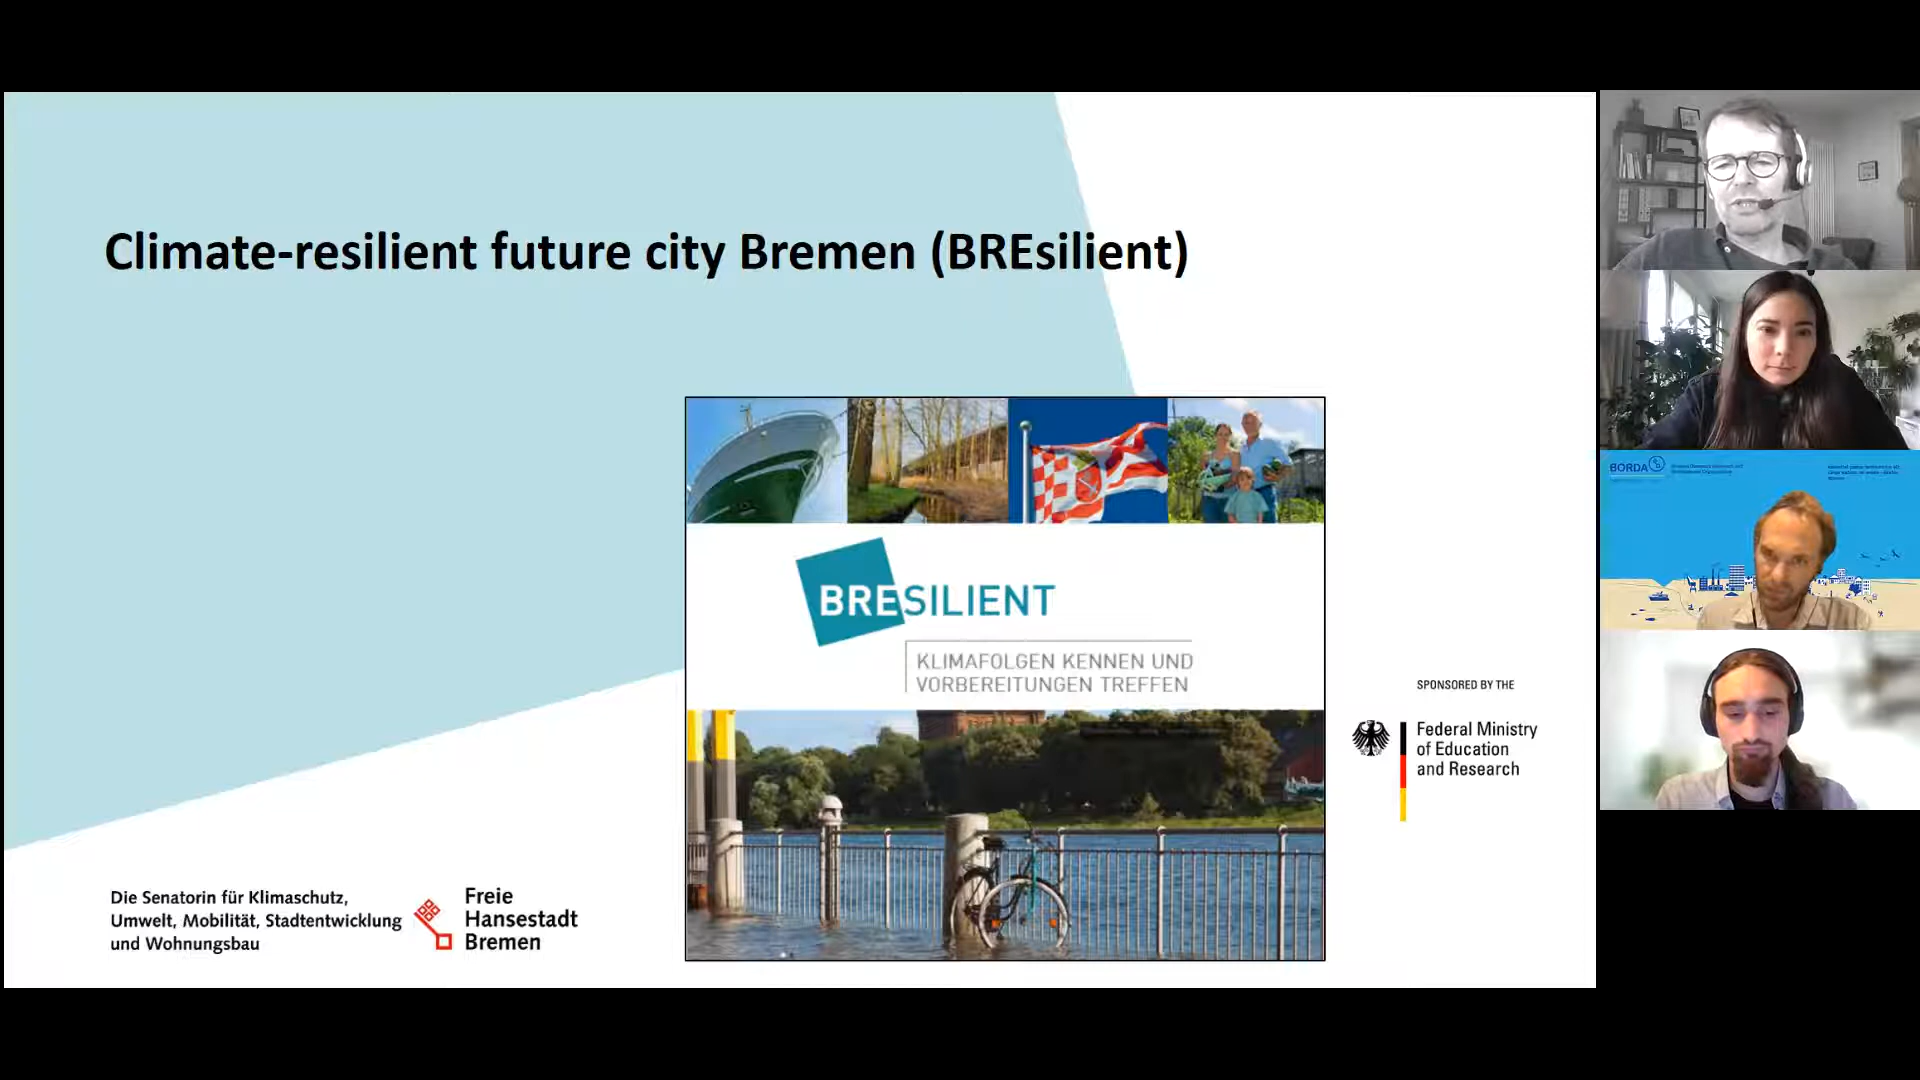 Climate-resilient future city Bremen (BREsilient)
BRESILIENT
KLIMAFOLGEN KENNEN UND
VORBEREITUNGEN TREFFEN
SPONSORED BY THE
Federal Ministry
of Education
and Research
Die Senatorin für Klimaschutz,
Umwelt, Mobilität, Stadtentwicklung
und Wohnungsbau
Freie
Hansestadt
Bremen
BORDA